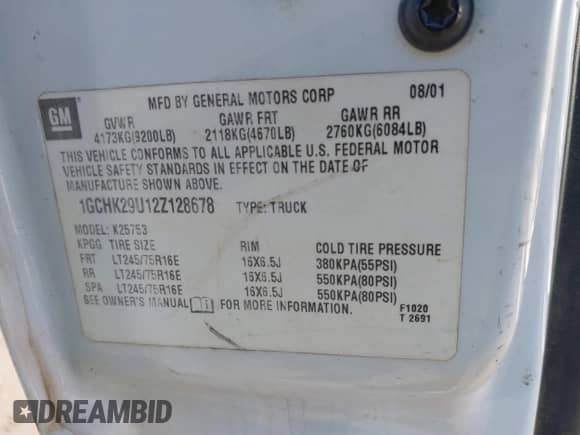 GM
MFD BY GENERAL MOTORS CORP 08/01
GVWR GAWR FRT GAWR RR
4173KG(9200LB) 2118KG(4670LB) 2760KG(6084LB)
THIS VEHICLE CONFORMS TO ALL APPLICABLE U.S. FEDERAL MOTOR
VEHICLE SAFETY STANDARDS IN EFFECT ON THE DATE OF
MANUFACTURE SHOWN ABOVE.
1GCHK29U12Z128678 TYPE: TRUCK
MODEL: K25753
KPGG TIRE SIZE RIM COLD TIRE PRESSURE
FRT LT245/75R16E 16X6.5J 380KPA(55PSI)
RR LT245/75R16E 16X6.5J 550KPA(80PSI)
SPA LT245/75R16E 16X6.5J 550KPA(80PSI)
SEE OWNER'S MANUAL FOR MORE INFORMATION.
F1020
T 2691
DREAMBID